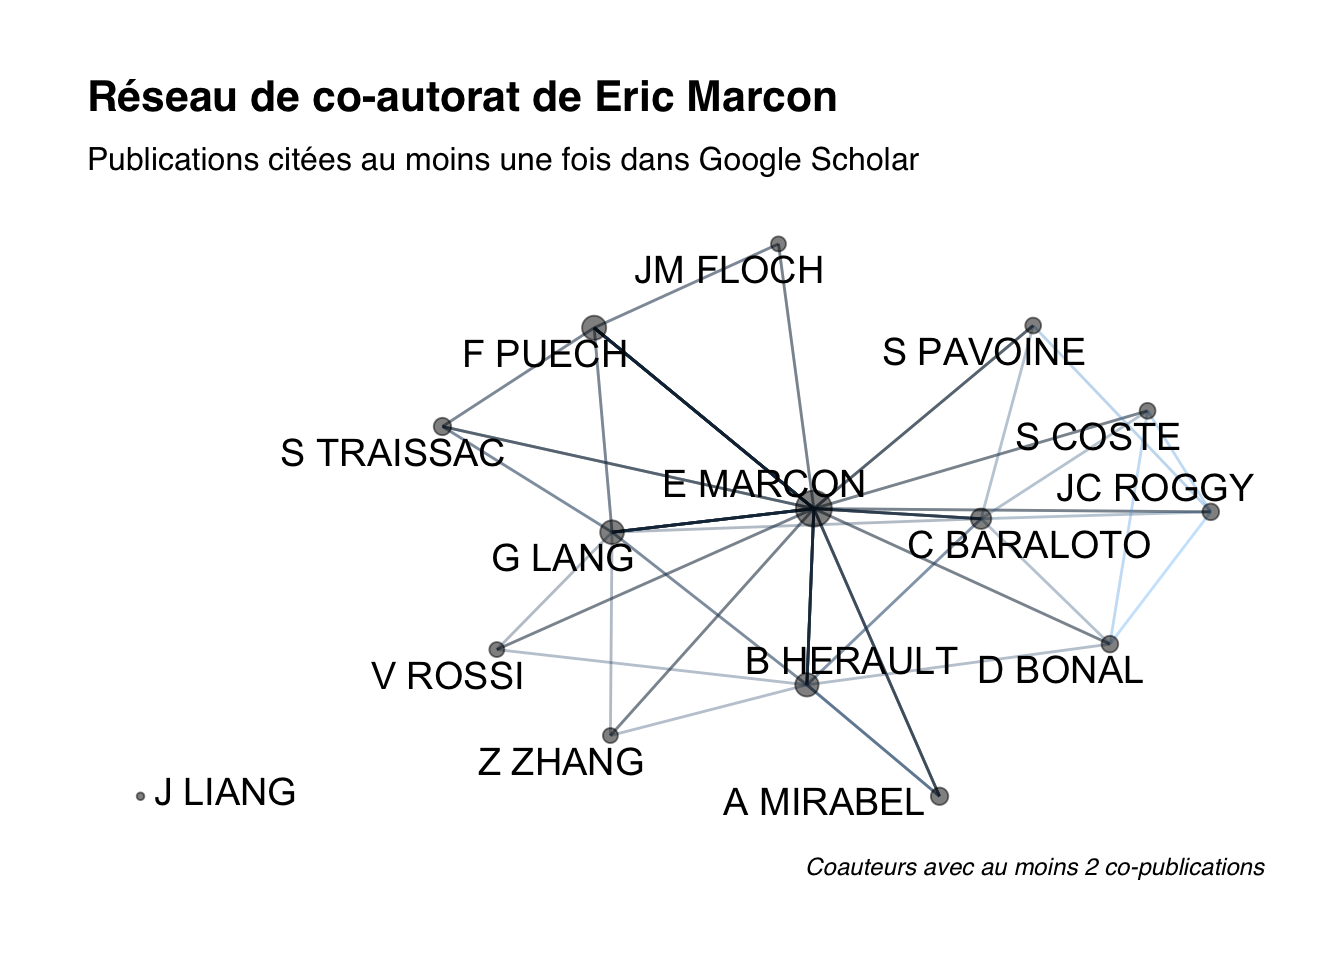 Réseau de co-autorat de Eric Marcon
Publications citées au moins une fois dans Google Scholar
JM FLOCH
F PUECH
S PAVOINE
S TRAISSAC
S COSTE
E MARCON
JC ROGGY
G LANG
C BARALOTO
V ROSSI
B HERAULT
D BONAL
Z ZHANG
J LIANG
A MIRABEL
Coauteurs avec au moins 2 co-publications